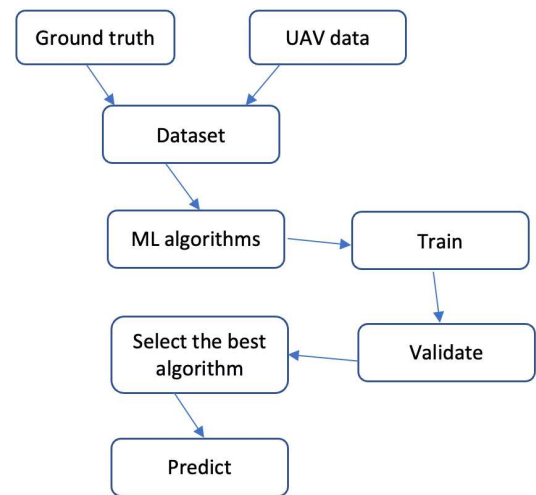 Ground truth
UAV data
Dataset
ML algorithms
Train
Validate
Select the best
algorithm
Predict